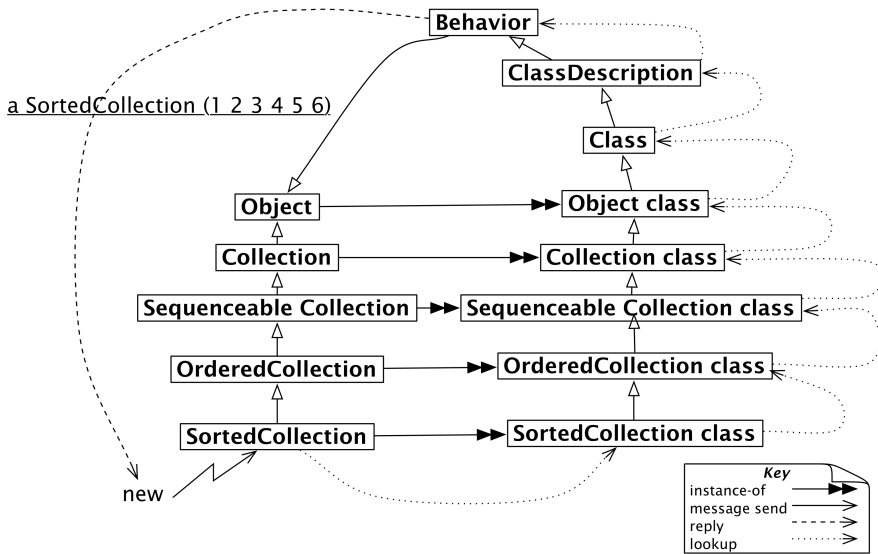 Behavior
ClassDescription
a SortedCollection (1 2 3 4 5 6)
Class
Object
Object class
Collection
Collection class
Sequenceable Collection
Sequenceable Collection class
OrderedCollection
OrderedCollection class
SortedCollection
SortedCollection class
new
Key
instance-of
message send
reply
lookup